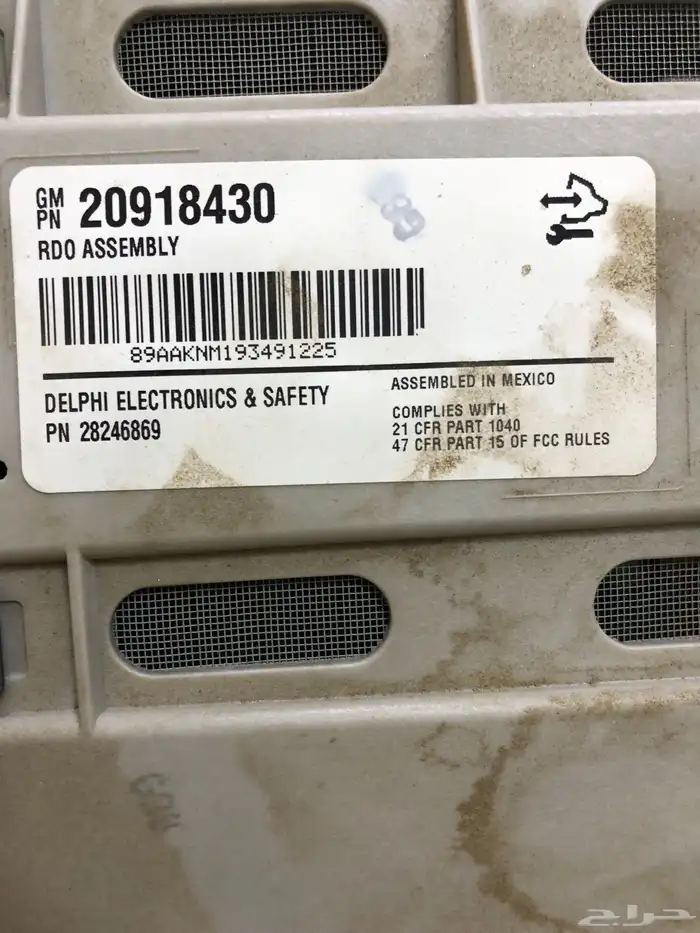 GM
PN 20918430
RDO ASSEMBLY
89AAKNM193491225
DELPHI ELECTRONICS & SAFETY
PN 28246869
ASSEMBLED IN MEXICO
COMPLIES WITH
21 CFR PART 1040
47 CFR PART 15 OF FCC RULES
88
حراج